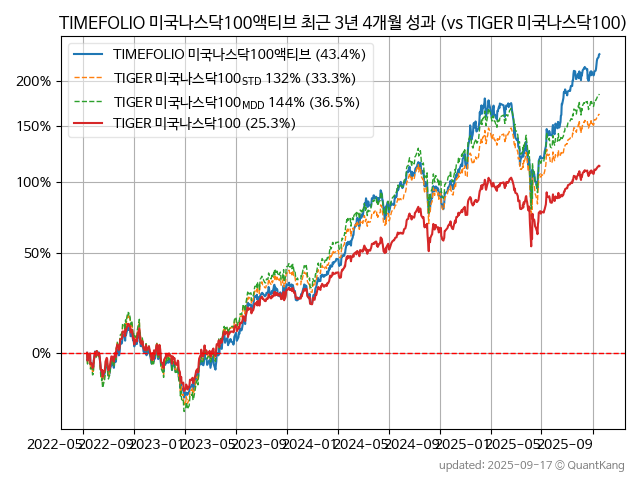 TIMEFOLIO 미국나스닥100액티브 최근 3년 4개월 성과 (vs TIGER 미국나스닥100)
TIMEFOLIO 미국나스닥100액티브 (43.4%)
TIGER 미국나스닥100STD 132% (33.3%)
TIGER 미국나스닥100MDD 144% (36.5%)
TIGER 미국나스닥100 (25.3%)
200%
150%
100%
50%
0%
2022-05 2022-09 2023-01 2023-05 2023-09 2024-01 2024-05 2024-09 2025-01 2025-05 2025-09
updated: 2025-09-17 © QuantKang